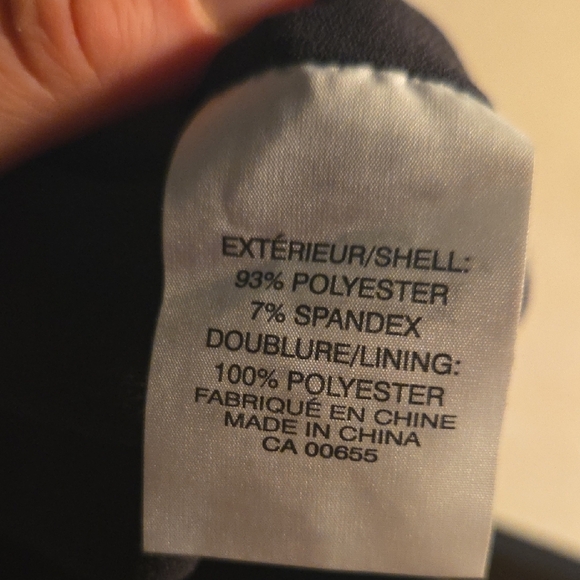 EXTÉRIEUR/SHELL:
93% POLYESTER
7% SPANDEX
DOUBLURE/LINING:
100% POLYESTER
FABRIQUÉ EN CHINE
MADE IN CHINA
CA 00655